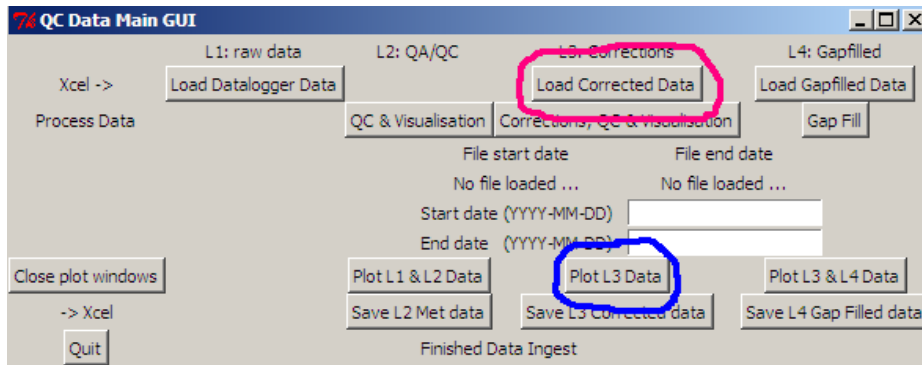 QC Data Main GUI
L1: raw data L2: QA/QC L3: Corrections L4: Gapfilled
Xcel -> Load Datalogger Data Load Corrected Data Load Gapfilled Data
Process Data QC & Visualisation Corrections, QC & Visualisation Gap Fill
File start date File end date
No file loaded ... No file loaded ...
Start date (YYYY-MM-DD)
End date (YYYY-MM-DD)
Close plot windows Plot L1 & L2 Data Plot L3 Data Plot L3 & L4 Data
-> Xcel Save L2 Met data Save L3 Corrected data Save L4 Gap Filled data
Quit Finished Data Ingest